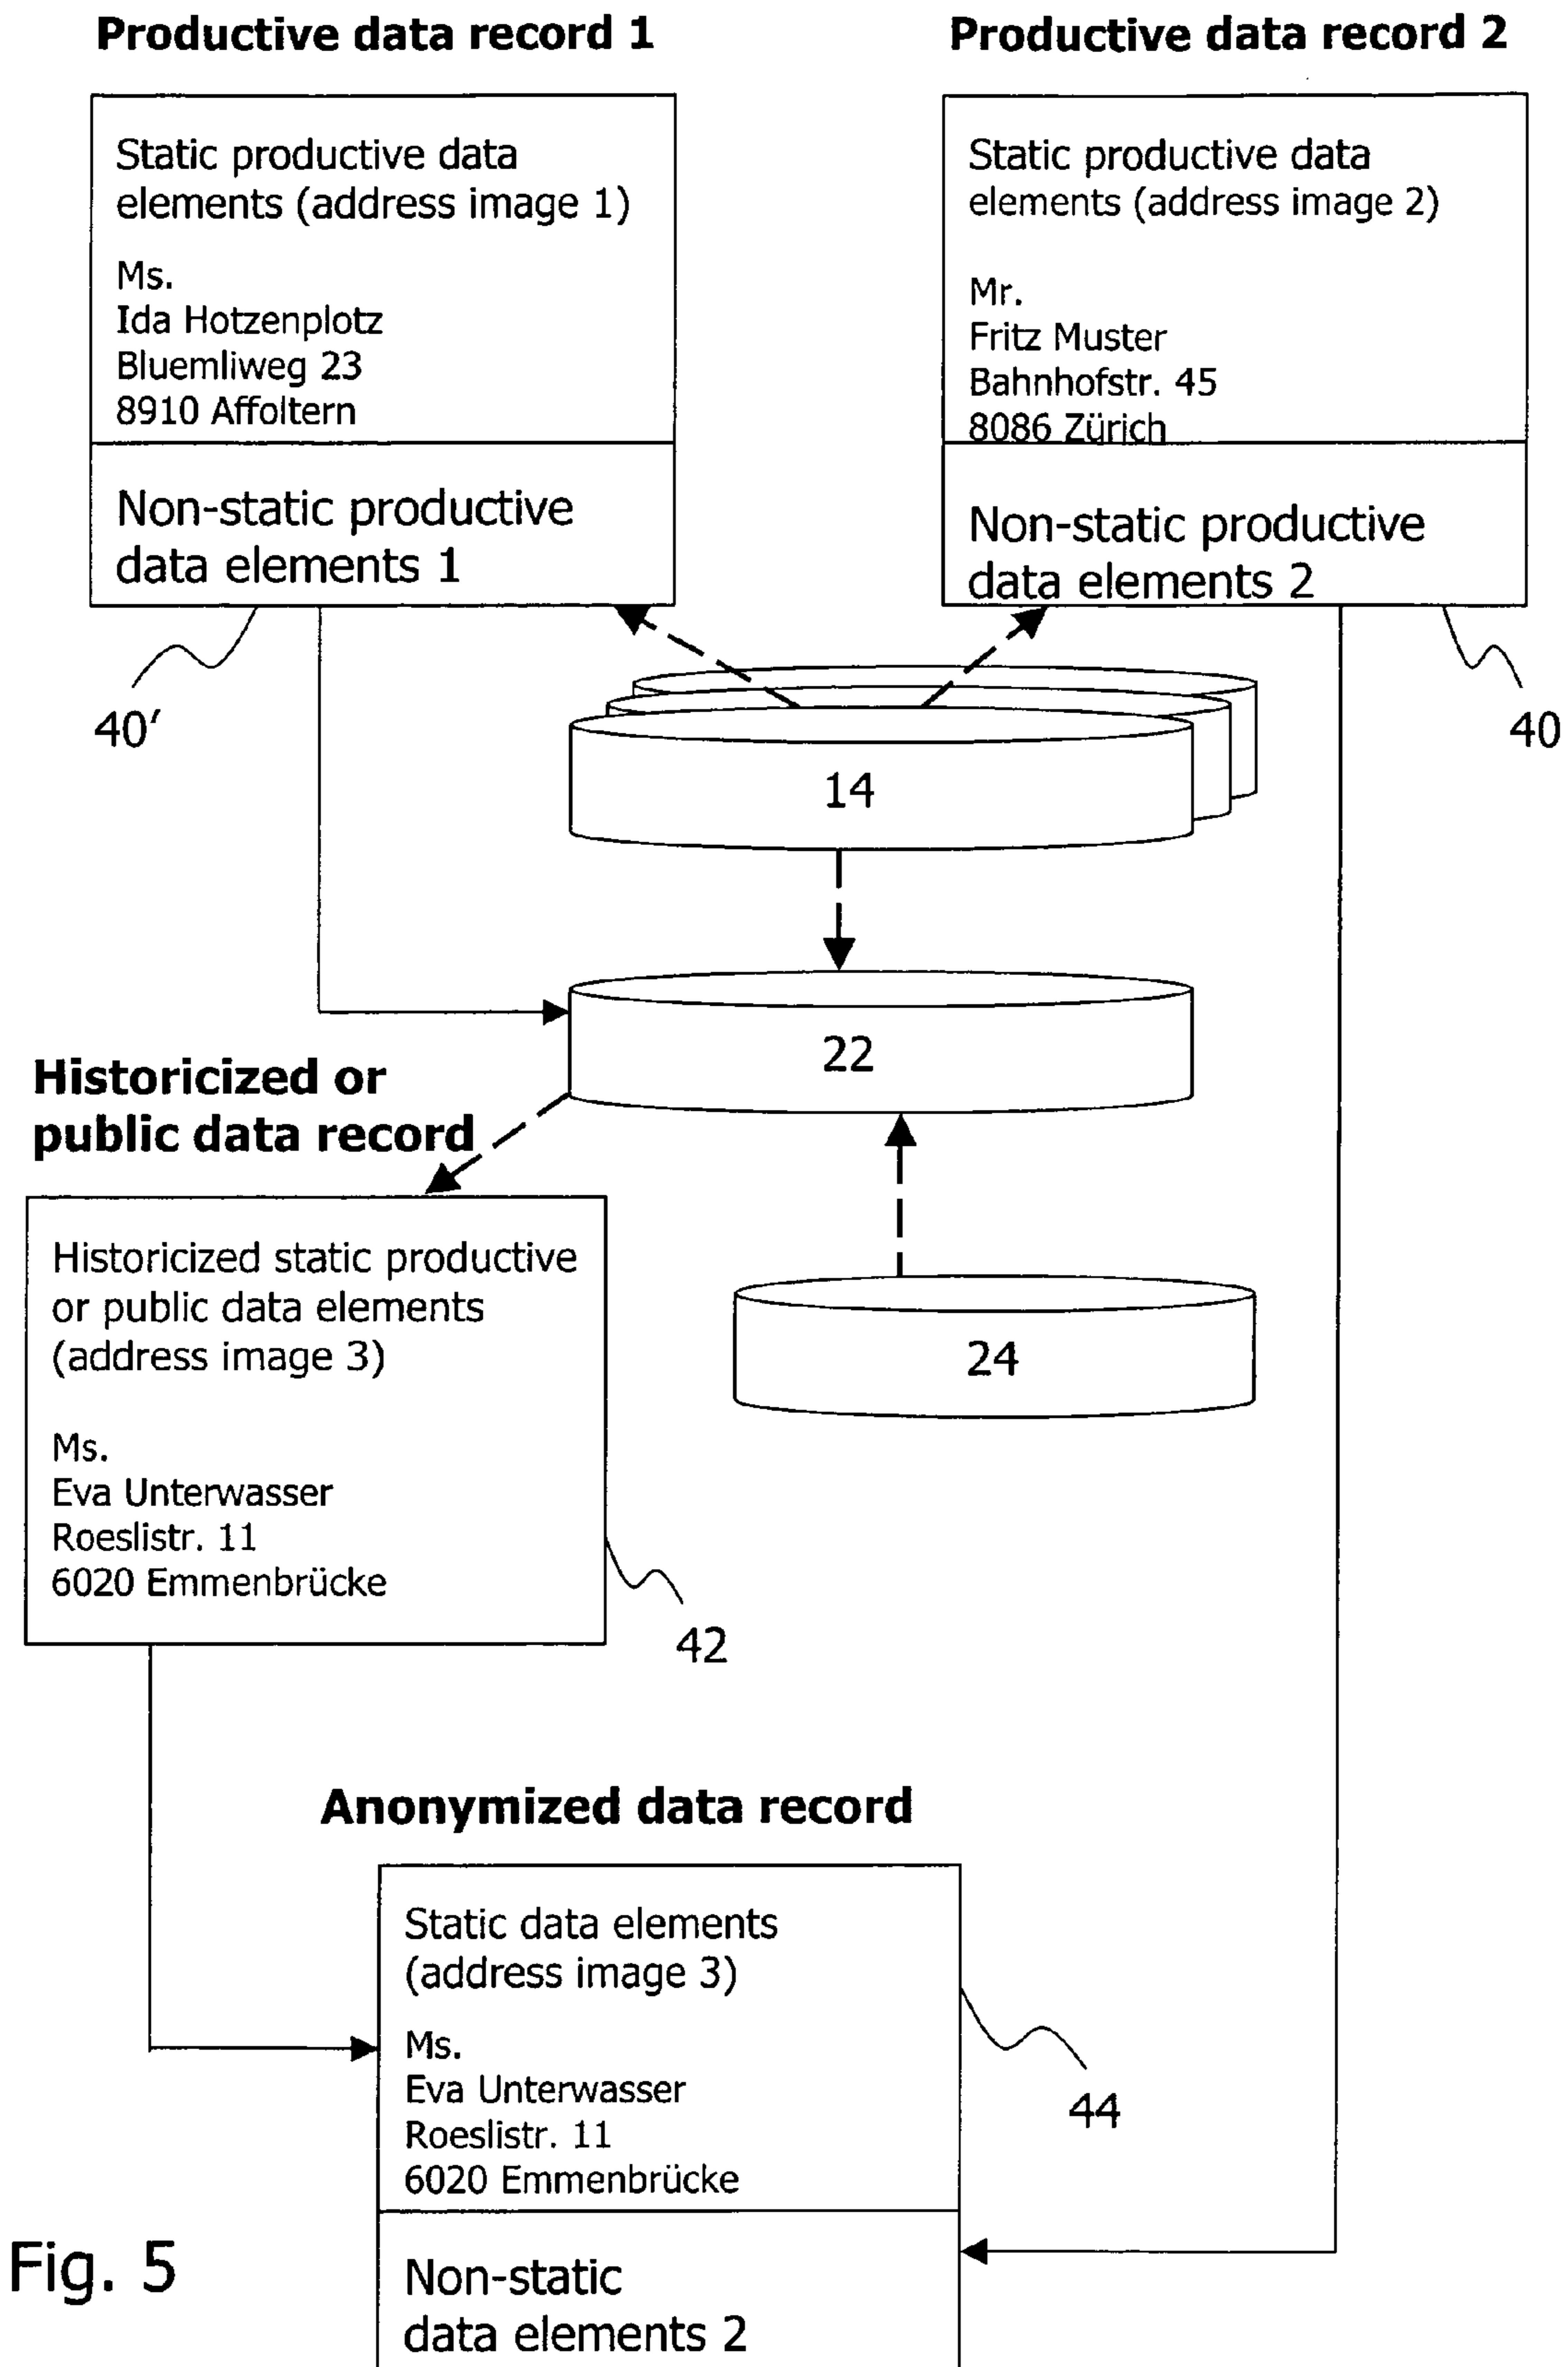 Productive data record 1
Static productive data
elements (address image 1)
Ms.
Ida Hotzenplotz
Bluemliweg 23
8910 Affoltern
Non-static productive
data elements 1
40′
Productive data record 2
Static productive data
elements (address image 2)
Mr.
Fritz Muster
Bahnhofstr. 45
8086 Zürich
Non-static productive
data elements 2
40
14
22
Historicized or
public data record
Historicized static productive
or public data elements
(address image 3)
Ms.
Eva Unterwasser
Roeslistr. 11
6020 Emmenbrücke
42
24
Anonymized data record
Static data elements
(address image 3)
Ms.
Eva Unterwasser
Roeslistr. 11
6020 Emmenbrücke
44
Non-static
data elements 2
Fig. 5